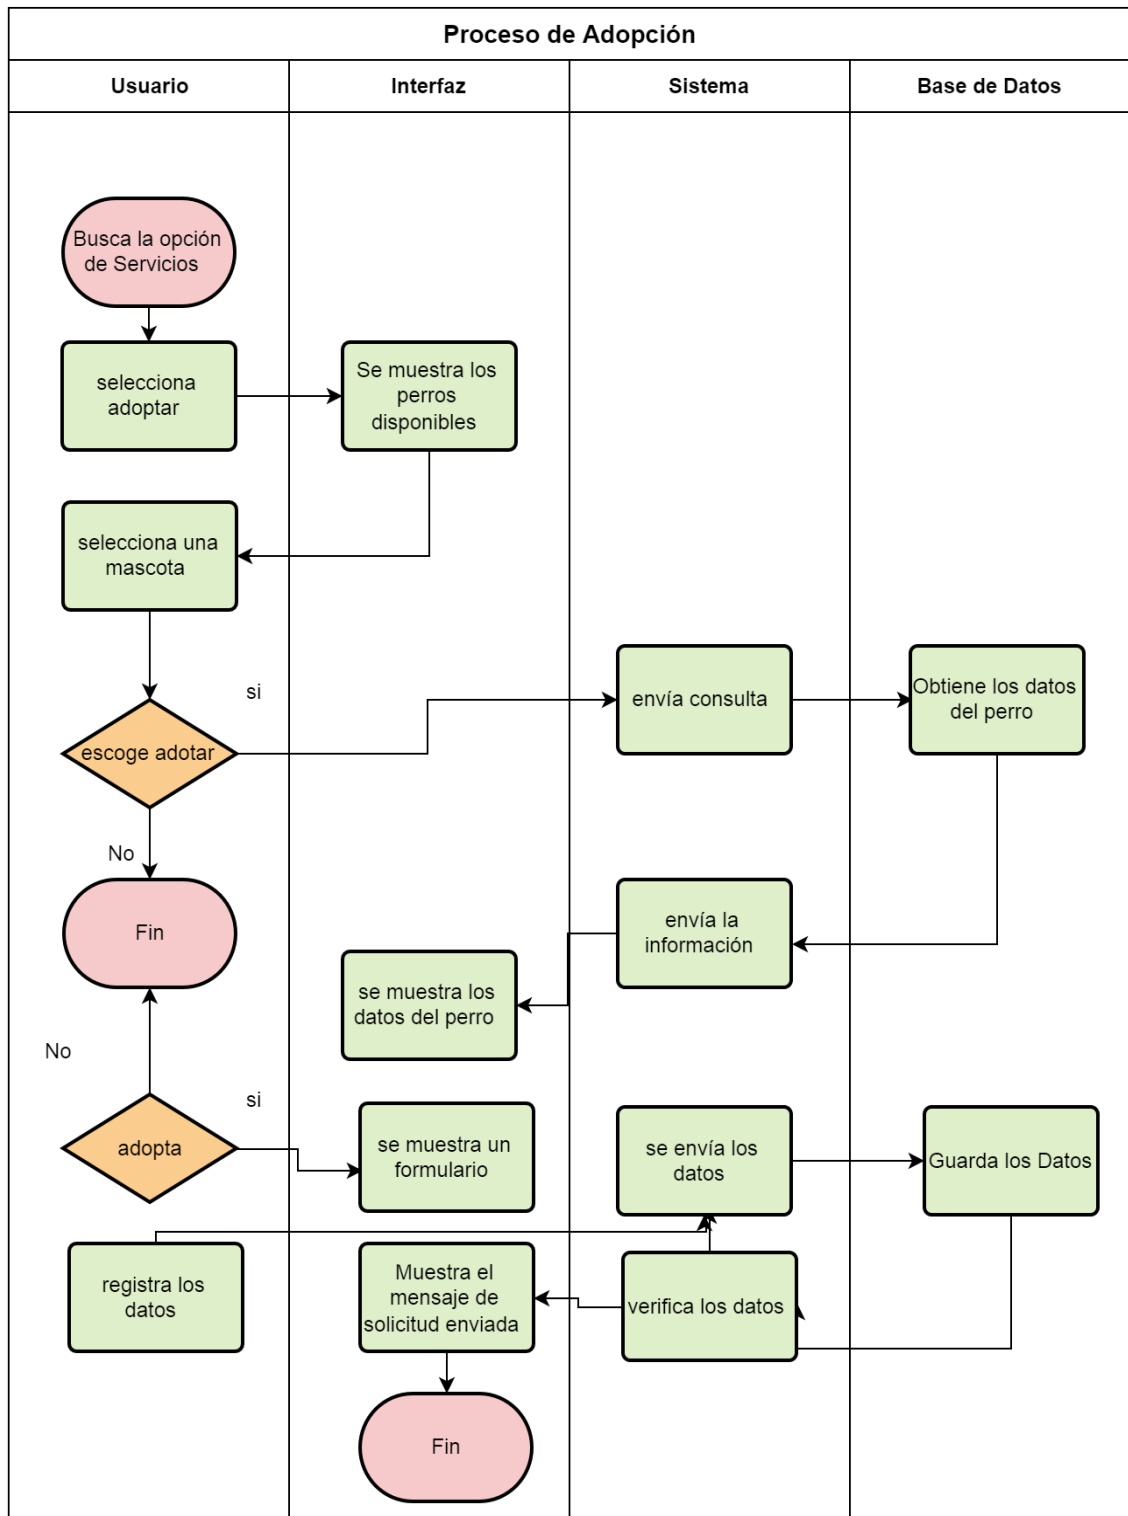 Proceso de Adopción
Usuario
Interfaz
Sistema
Base de Datos
Busca la opción
de Servicios
selecciona
adoptar
Se muestra los
perros
disponibles
selecciona una
mascota
si
escoge adotar
envía consulta
Obtiene los datos
del perro
No
Fin
envía la
información
se muestra los
datos del perro
No
si
adopta
se muestra un
formulario
se envía los
datos
Guarda los Datos
registra los
datos
Muestra el
mensaje de
solicitud enviada
verifica los datos
Fin